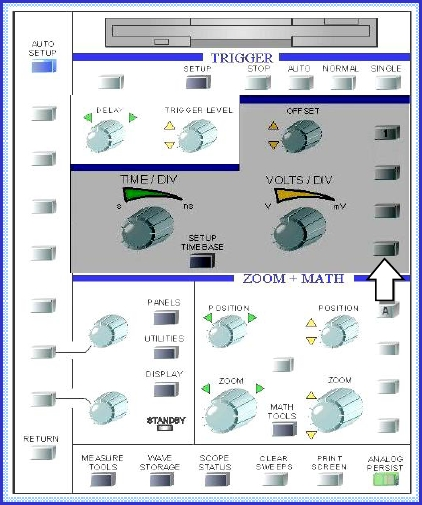 AUTO
SETUP
TRIGGER
SETUP
STOP
AUTO
NORMAL
SINGLE
DELAY
TRIGGER LEVEL
OFFSET
1
TIME / DIV
VOLTS / DIV
s
ns
V
mV
SETUP
TIMEBASE
ZOOM + MATH
PANELS
POSITION
POSITION
A
UTILITIES
DISPLAY
ZOOM
ZOOM
MATH
TOOLS
STANDBY
RETURN
MEASURE
TOOLS
WAVE
STORAGE
SCOPE
STATUS
CLEAR
SWEEPS
PRINT
SCREEN
ANALOG
PERSIST